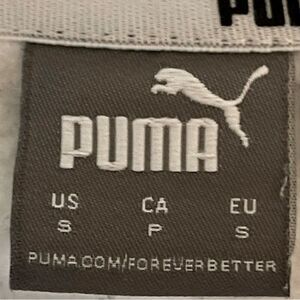 PUMA
US CA EU
S P S
PUMA.COM/FOREVERBETTER